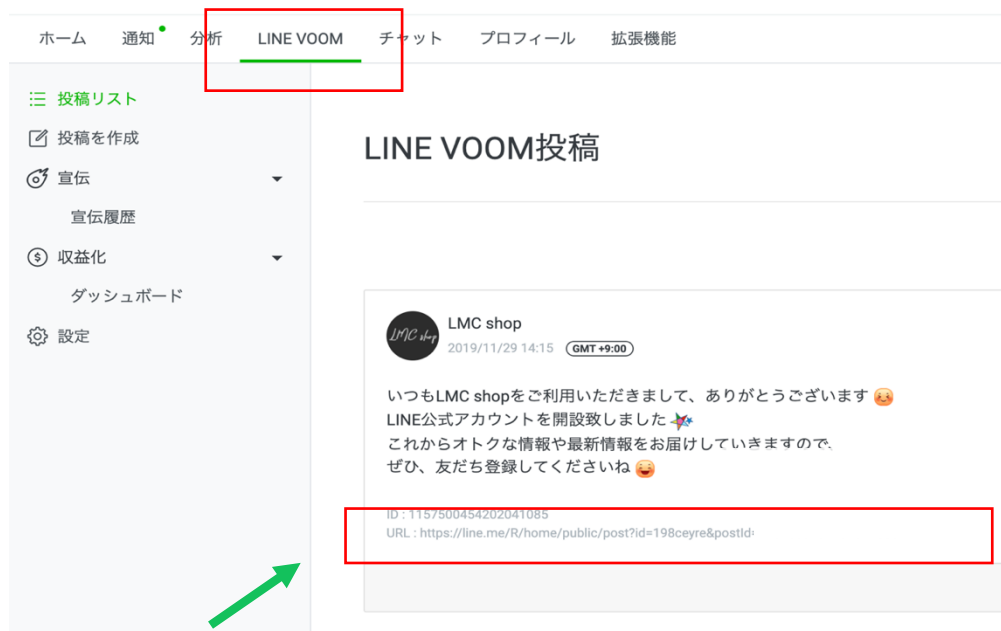 ホーム 通知 分析 LINE VOOM チャット プロフィール 拡張機能
投稿リスト
投稿を作成
宣伝
宣伝履歴
収益化
ダッシュボード
設定
LINE VOOM投稿
LMC shop
LMC shop
2019/11/29 14:15 GMT +9:00
いつもLMC shopをご利用いただきまして、ありがとうございます
LINE公式アカウントを開設致しました
これからオトクな情報や最新情報をお届けしていきますので、
ぜひ、友だち登録してくださいね
ID : 1157500454202041085
URL : https://line.me/R/home/public/post?id=198ceyre&postId=